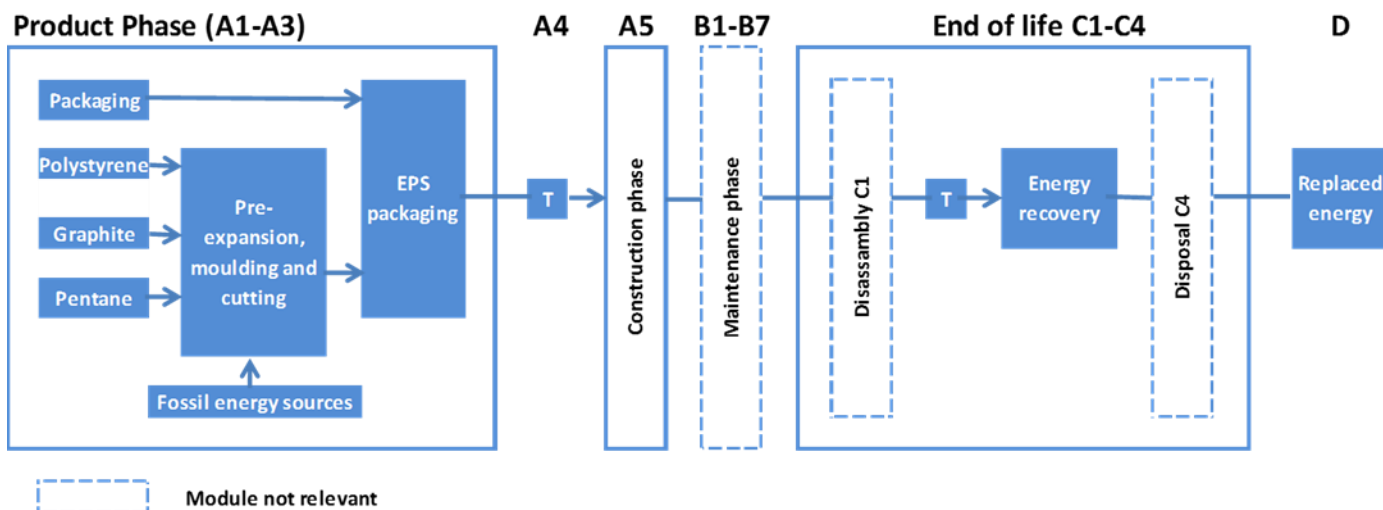 Product Phase (A1-A3)
A4
A5
B1-B7
End of life C1-C4
D
Packaging
Polystyrene
Graphite
Pentane
Pre-
expansion,
moulding and
cutting
Fossil energy sources
EPS
packaging
T
Construction phase
Maintenance phase
Disassambly C1
T
Energy
recovery
Disposal C4
Replaced
energy
Module not relevant